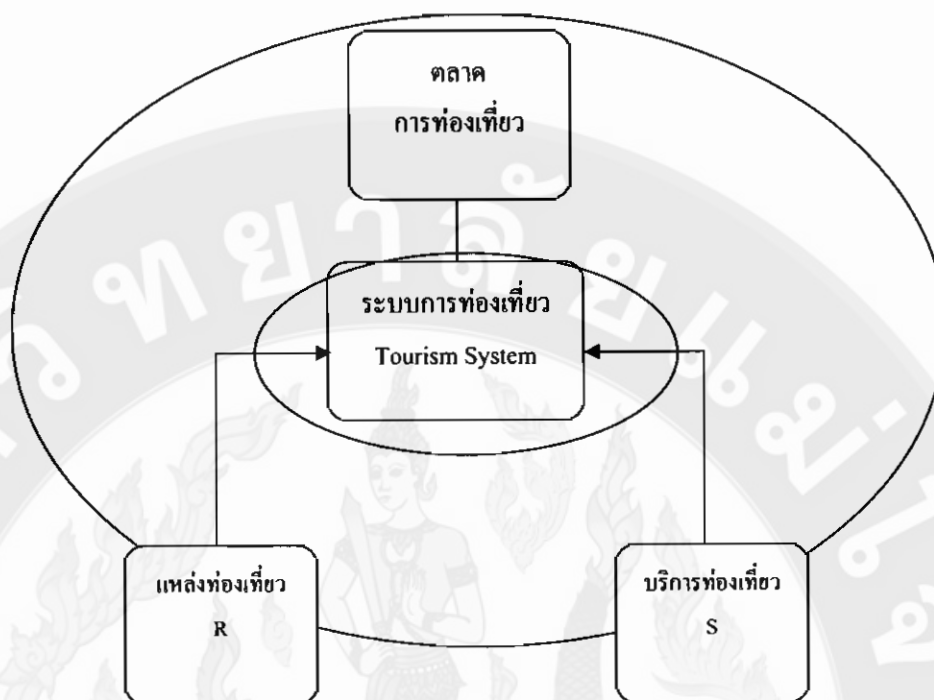 ตลาด
การท่องเที่ยว
ระบบการท่องเที่ยว
Tourism System
แหล่งท่องเที่ยว
R
บริการท่องเที่ยว
S